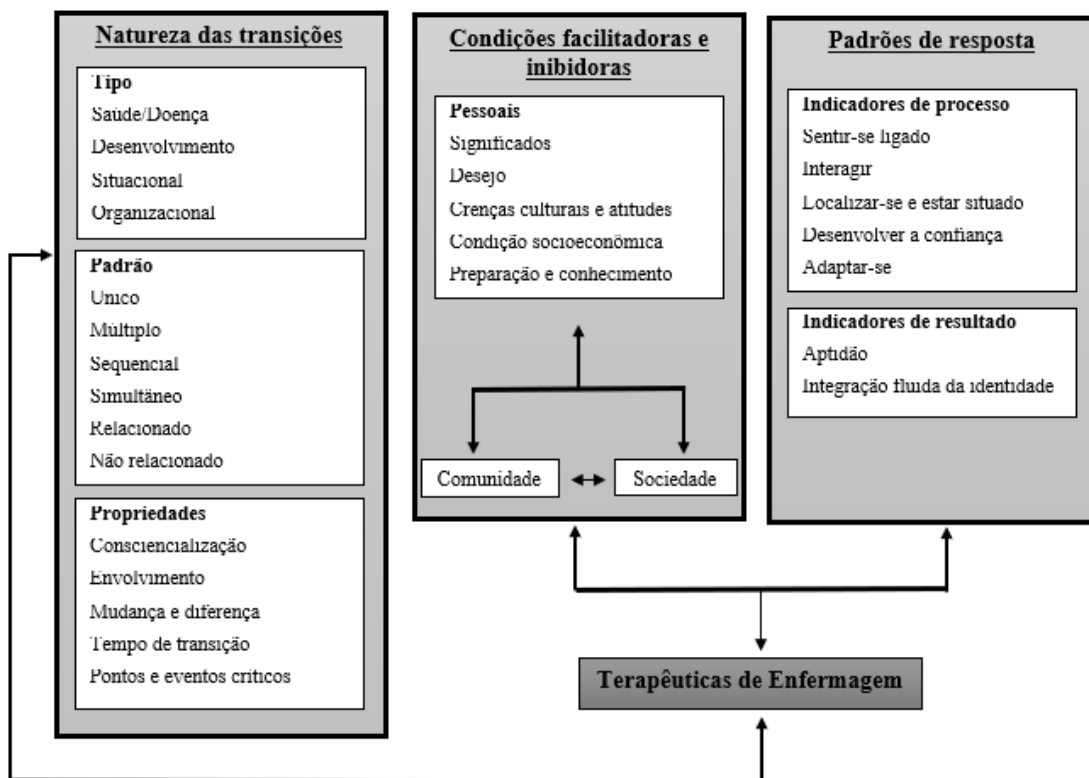 Natureza das transições
Tipo
Saúde/Doença
Desenvolvimento
Situacional
Organizacional
Padrão
Unico
Múltiplo
Sequencial
Simultâneo
Relacionado
Não relacionado
Propriedades
Consciencialização
Envolvimento
Mudança e diferença
Tempo de transição
Pontos e eventos críticos
Condições facilitadoras e
inibidoras
Pessoais
Significados
Desejo
Crenças culturais e atitudes
Condição socioeconômica
Preparação e conhecimento
Comunidade
Sociedade
Padrões de resposta
Indicadores de processo
Sentir-se ligado
Interagir
Localizar-se e estar situado
Desenvolver a confiança
Adaptar-se
Indicadores de resultado
Aptidão
Integração fluida da identidade
Terapêuticas de Enfermagem